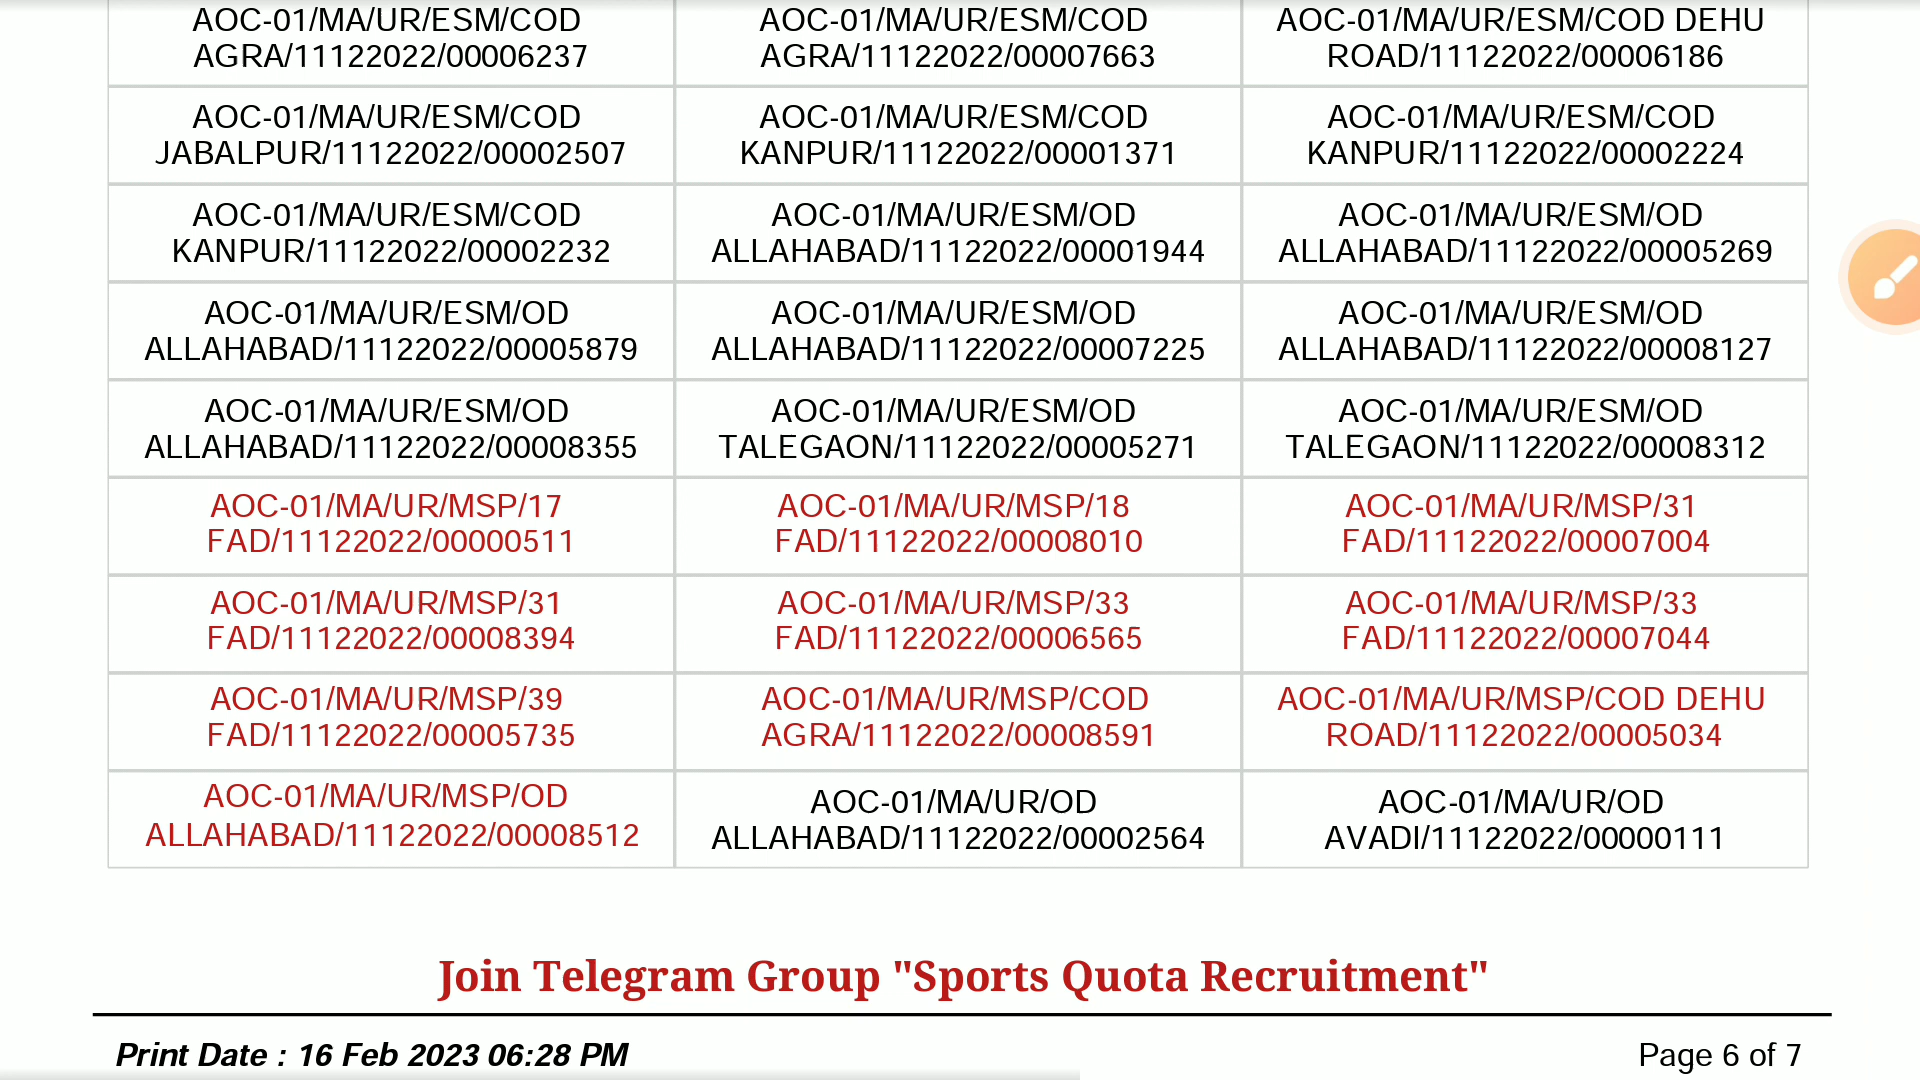 AOC-01/MA/UR/ESM/COD
AGRA/11122022/00006237
AOC-01/MA/UR/ESM/COD
AGRA/11122022/00007663
AOC-01/MA/UR/ESM/COD DEHU
ROAD/11122022/00006186
AOC-01/MA/UR/ESM/COD
JABALPUR/11122022/00002507
AOC-01/MA/UR/ESM/COD
KANPUR/11122022/00001371
AOC-01/MA/UR/ESM/COD
KANPUR/11122022/00002224
AOC-01/MA/UR/ESM/COD
KANPUR/11122022/00002232
AOC-01/MA/UR/ESM/OD
ALLAHABAD/11122022/00001944
AOC-01/MA/UR/ESM/OD
ALLAHABAD/11122022/00005269
AOC-01/MA/UR/ESM/OD
ALLAHABAD/11122022/00005879
AOC-01/MA/UR/ESM/OD
ALLAHABAD/11122022/00007225
AOC-01/MA/UR/ESM/OD
ALLAHABAD/11122022/00008127
AOC-01/MA/UR/ESM/OD
ALLAHABAD/11122022/00008355
AOC-01/MA/UR/ESM/OD
TALEGAON/11122022/00005271
AOC-01/MA/UR/ESM/OD
TALEGAON/11122022/00008312
AOC-01/MA/UR/MSP/17
FAD/11122022/00000511
AOC-01/MA/UR/MSP/18
FAD/11122022/00008010
AOC-01/MA/UR/MSP/31
FAD/11122022/00007004
AOC-01/MA/UR/MSP/31
FAD/11122022/00008394
AOC-01/MA/UR/MSP/33
FAD/11122022/00006565
AOC-01/MA/UR/MSP/33
FAD/11122022/00007044
AOC-01/MA/UR/MSP/39
FAD/11122022/00005735
AOC-01/MA/UR/MSP/COD
AGRA/11122022/00008591
AOC-01/MA/UR/MSP/COD DEHU
ROAD/11122022/00005034
AOC-01/MA/UR/MSP/OD
ALLAHABAD/11122022/00008512
AOC-01/MA/UR/OD
ALLAHABAD/11122022/00002564
AOC-01/MA/UR/OD
AVADI/11122022/00000111
Join Telegram Group "Sports Quota Recruitment"
Print Date : 16 Feb 2023 06:28 PM
Page 6 of 7